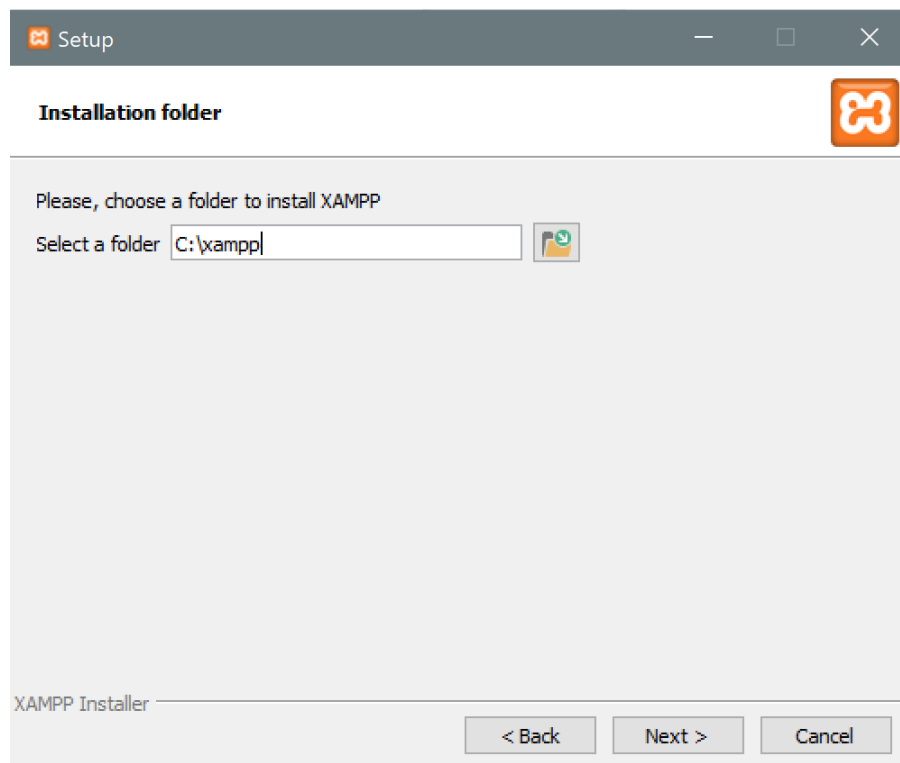 Setup
Installation folder
Please, choose a folder to install XAMPP
Select a folder C:\xampp
XAMPP Installer
< Back Next > Cancel